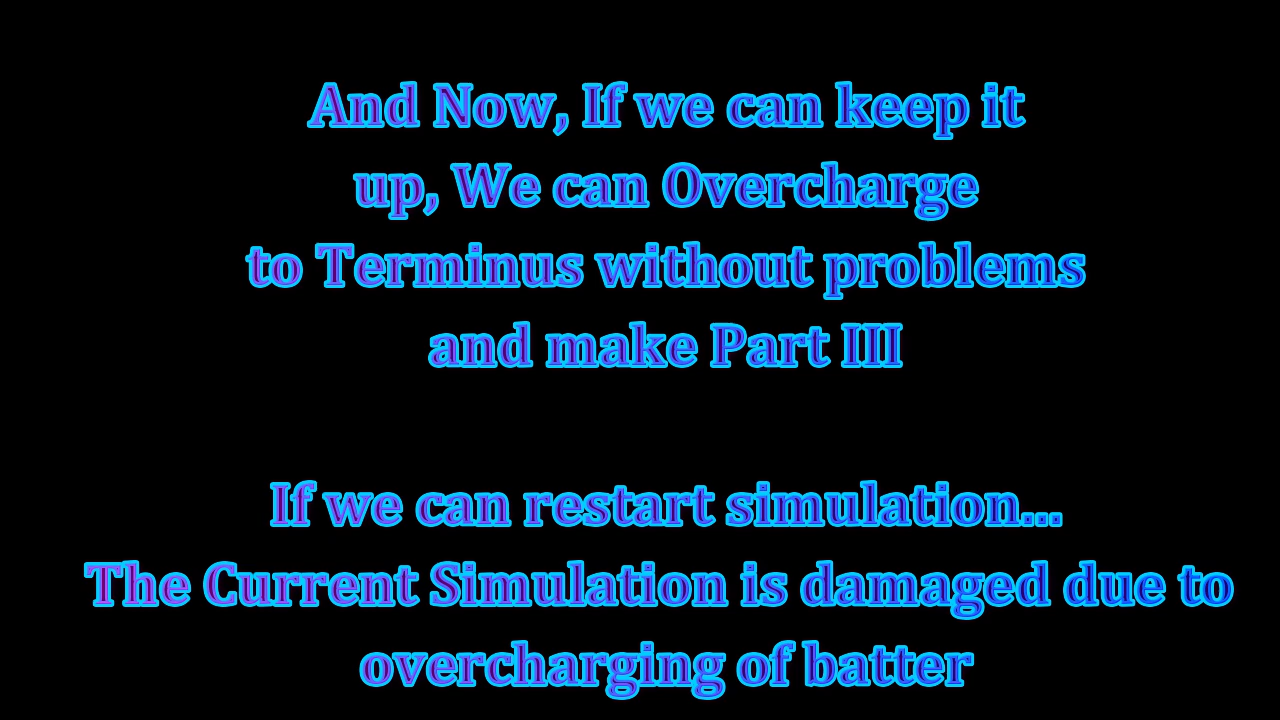 And Now, If we can keep it
up, We can Overcharge
to Terminus without problems
and make Part III
If we can restart simulation...
The Current Simulation is damaged due to
overcharging of batter